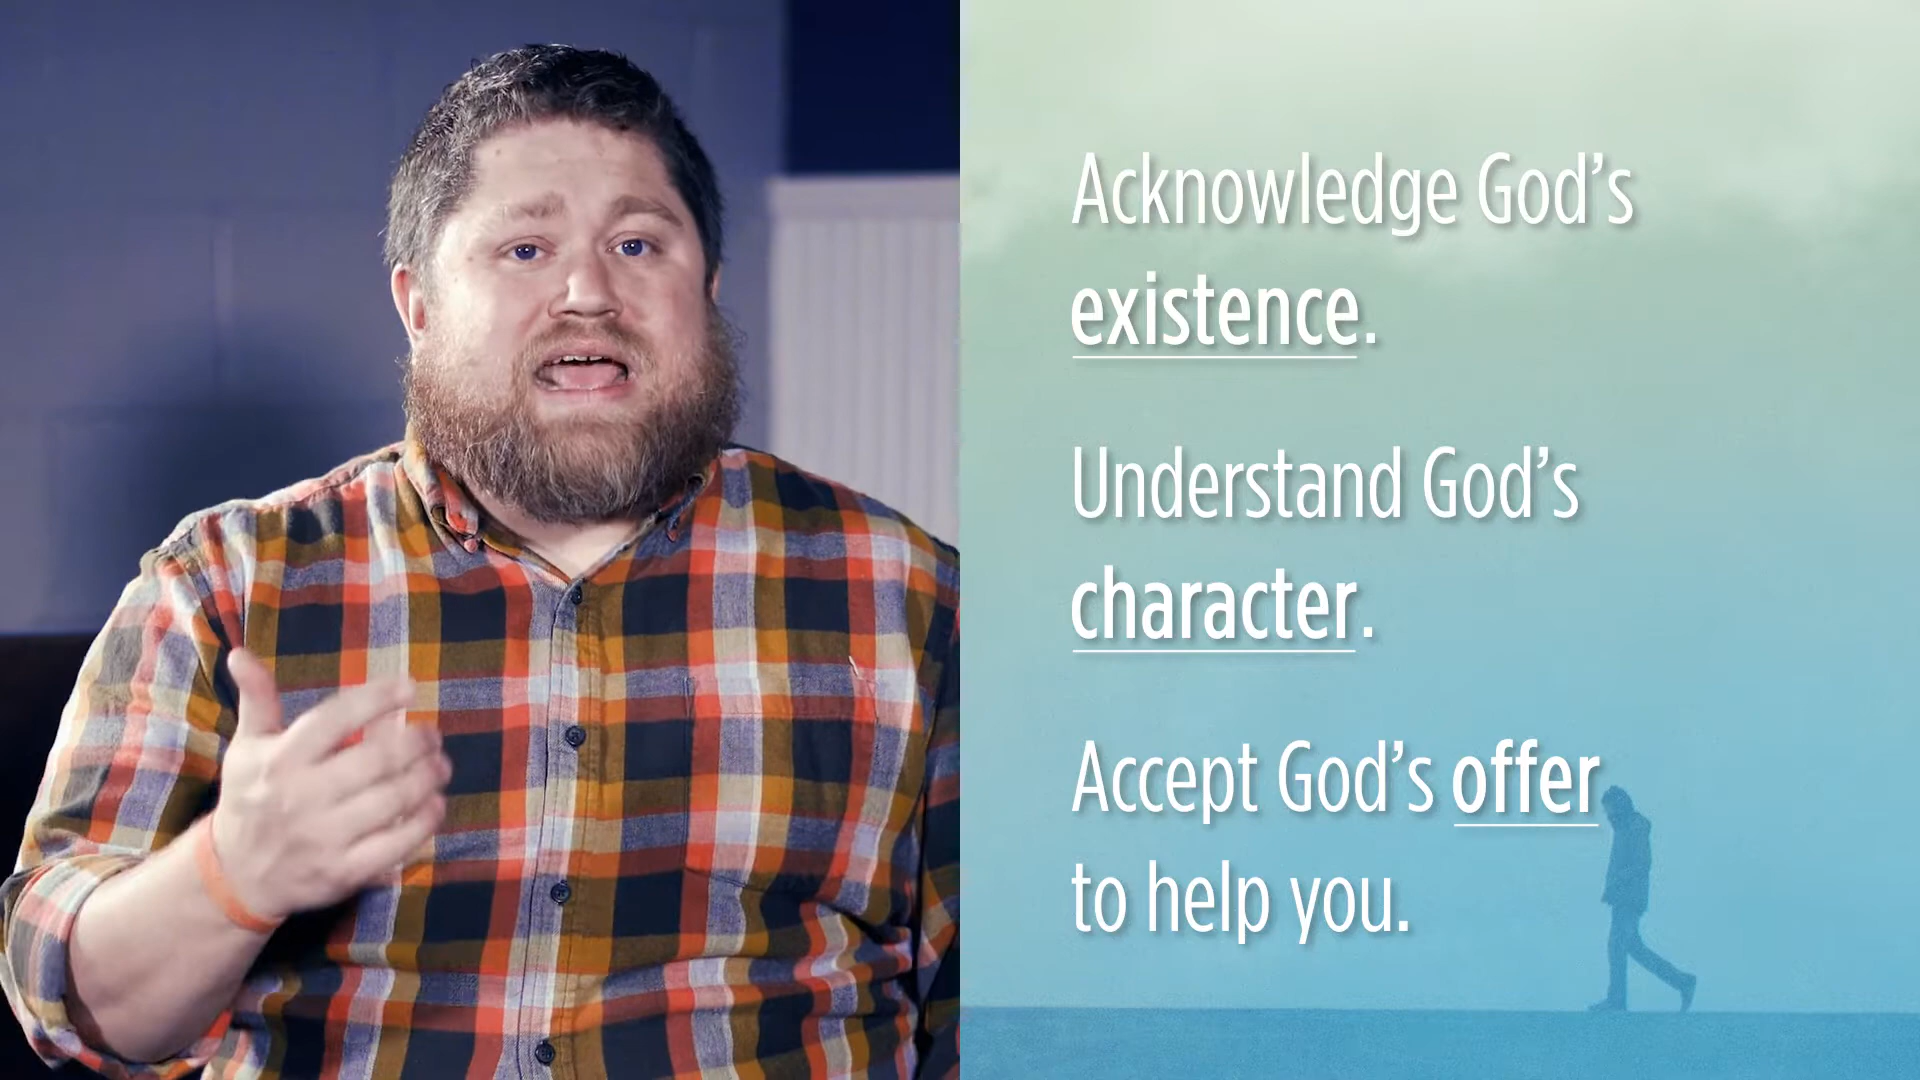 Acknowledge God’s
existence.
Understand God’s
character.
Accept God’s offer
to help you.